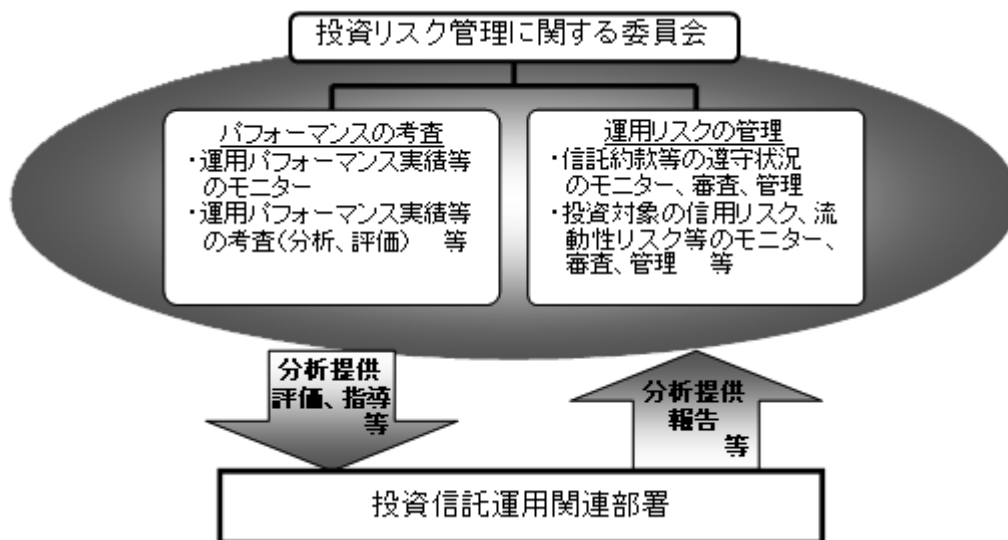 投資リスク管理に関する委員会
パフォーマンスの考査
・運用パフォーマンス実績等
のモニター
・運用パフォーマンス実績等
の考査(分析、評価) 等
運用リスクの管理
・信託約款等の遵守状況
のモニター、審査、管理
・投資対象の信用リスク、流
動性リスク等のモニター、
審査、管理 等
分析提供
評価、指導
等
分析提供
報告
等
投資信託運用関連部署